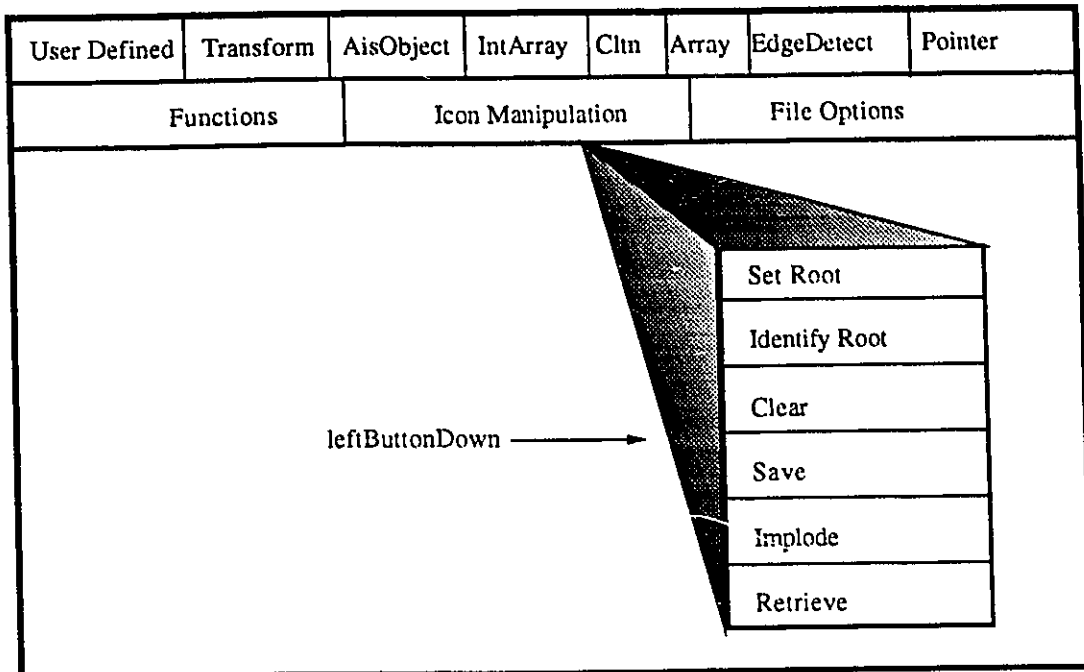 User Defined Transform AisObject IntArray Cltn Array EdgeDetect Pointer
Functions Icon Manipulation File Options
Set Root
Identify Root
Clear
leftButtonDown
Save
Implode
Retrieve